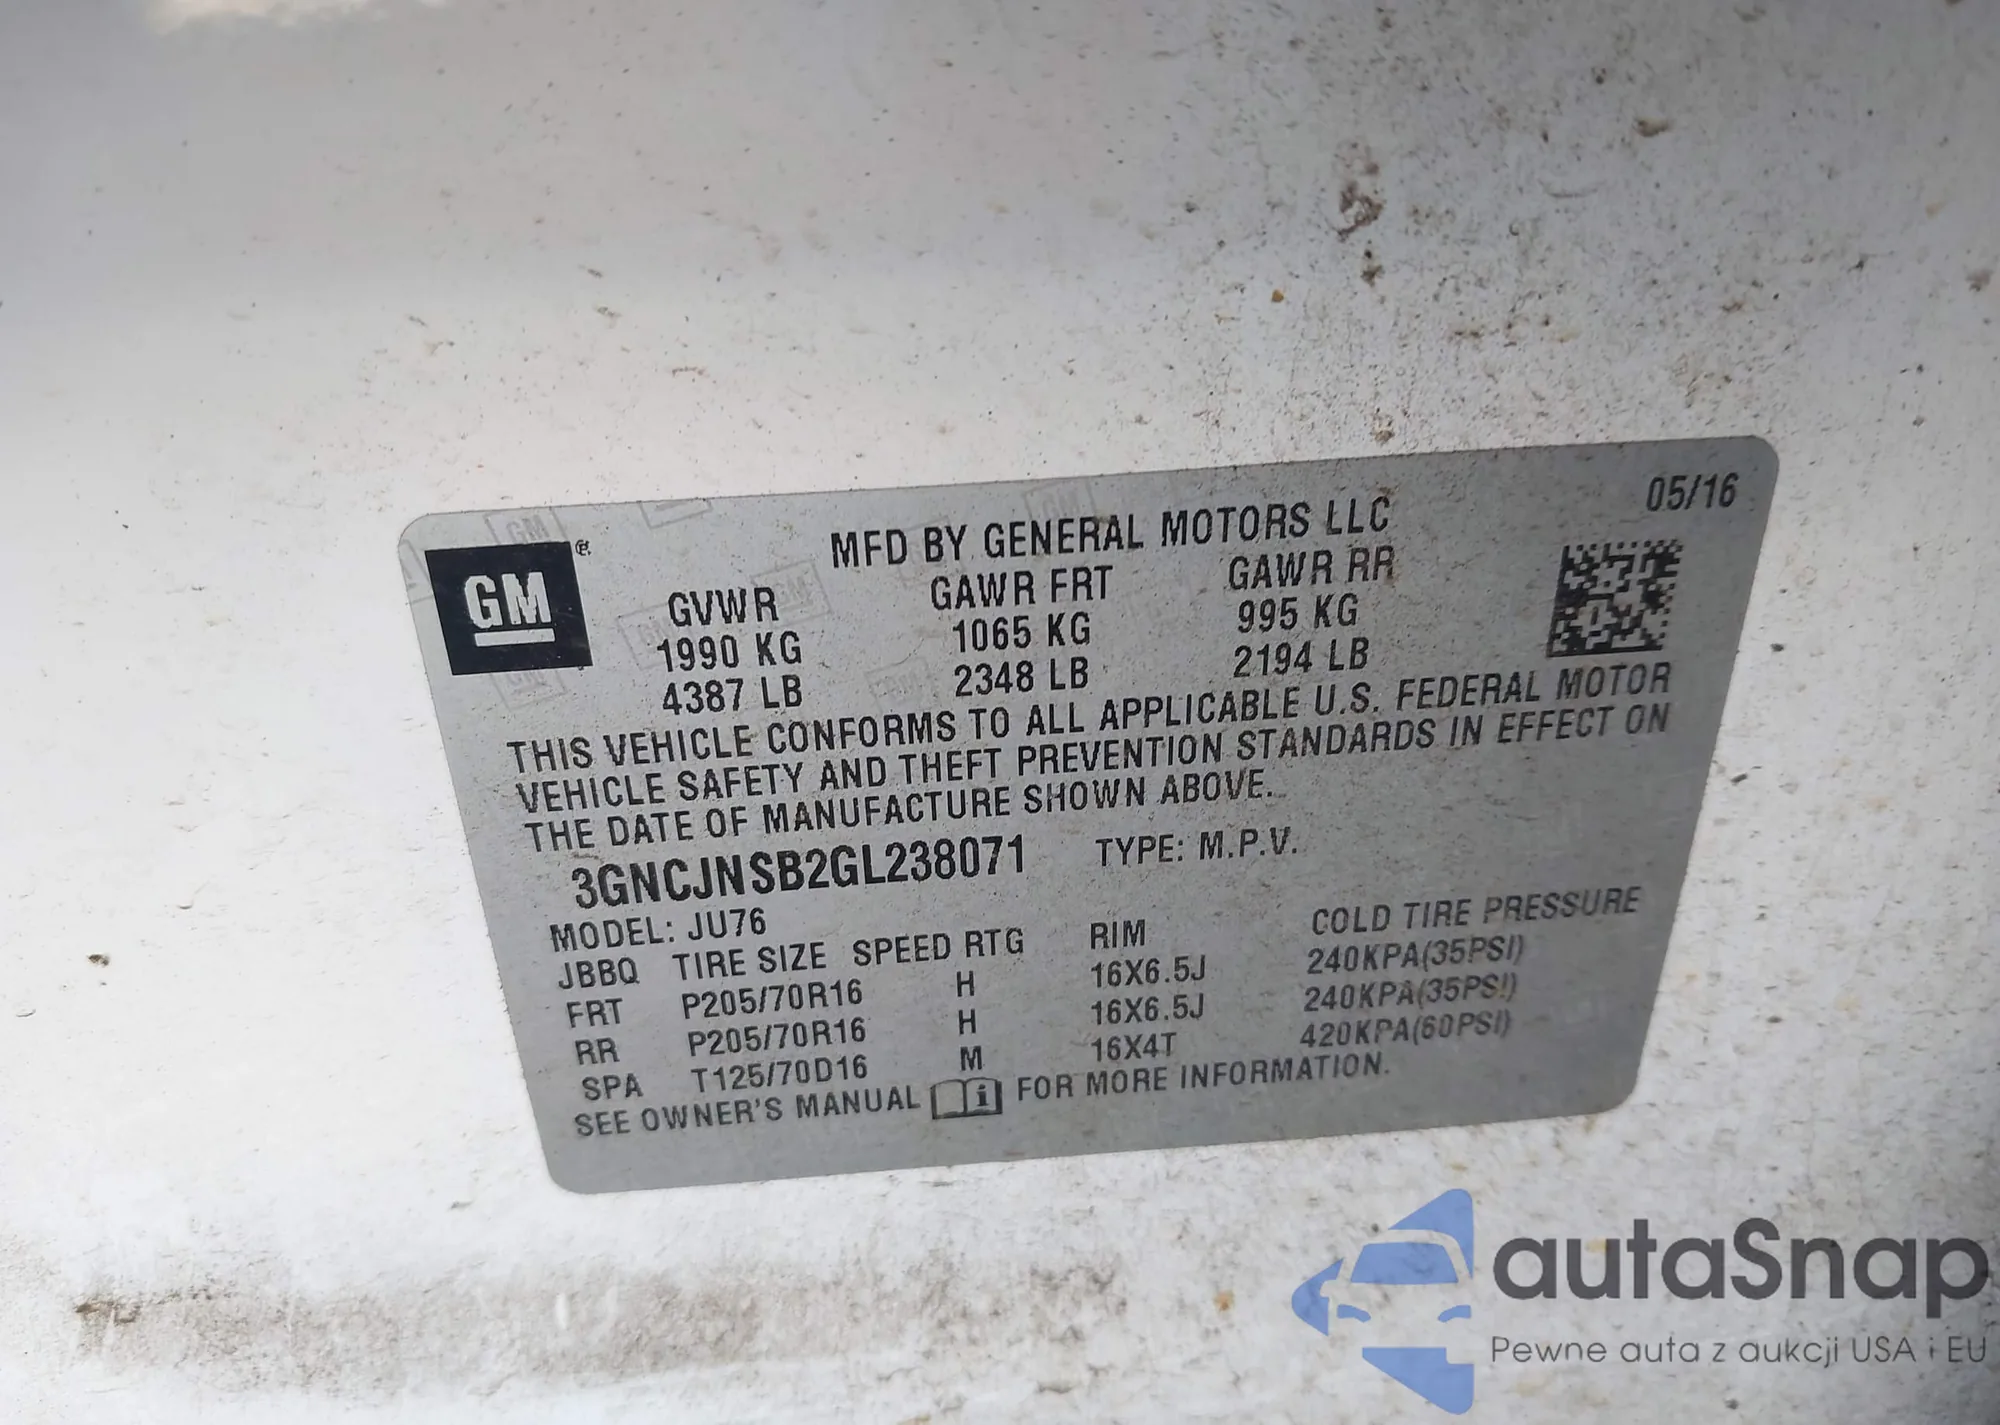 05/16
MFD BY GENERAL MOTORS LLC
GM
GVWR GAWR FRT GAWR RR
1990 KG 1065 KG 995 KG
4387 LB 2348 LB 2194 LB
THIS VEHICLE CONFORMS TO ALL APPLICABLE U.S. FEDERAL MOTOR
VEHICLE SAFETY AND THEFT PREVENTION STANDARDS IN EFFECT ON
THE DATE OF MANUFACTURE SHOWN ABOVE.
3GNCJNSB2GL238071 TYPE: M.P.V.
MODEL: JU76
JBBQ TIRE SIZE SPEED RTG RIM COLD TIRE PRESSURE
FRT P205/70R16 H 16X6.5J 240KPA(35PSI)
RR P205/70R16 H 16X6.5J 240KPA(35PSI)
SPA T125/70D16 M 16X4T 420KPA(60PSI)
SEE OWNER'S MANUAL FOR MORE INFORMATION.
autaSnap
Pewne auta z aukcji USA i EU